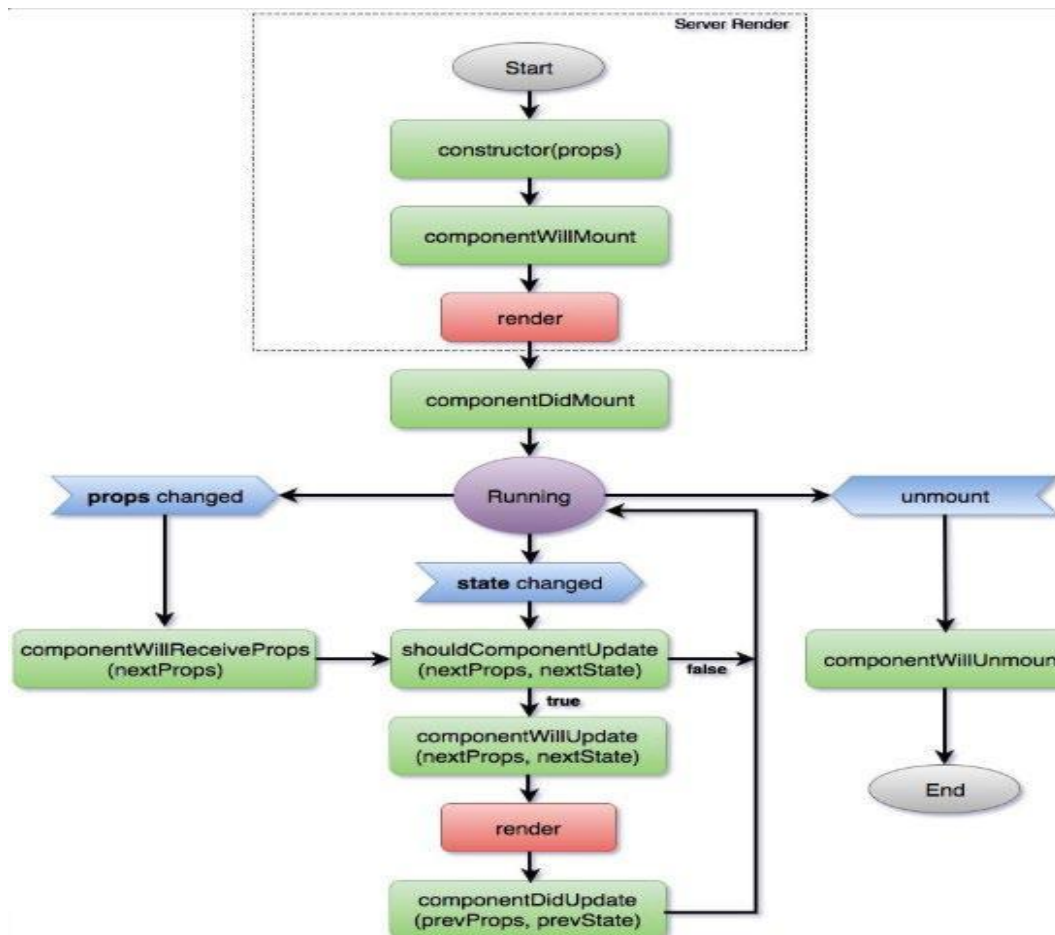 Server Render
Start
constructor(props)
componentWillMount
render
componentDidMount
props changed
Running
unmount
state changed
componentWillReceiveProps
(nextProps)
shouldComponentUpdate
(nextProps, nextState)
false
componentWillUnmoun
true
componentWillUpdate
(nextProps, nextState)
End
render
componentDidUpdate
(prevProps, prevState)